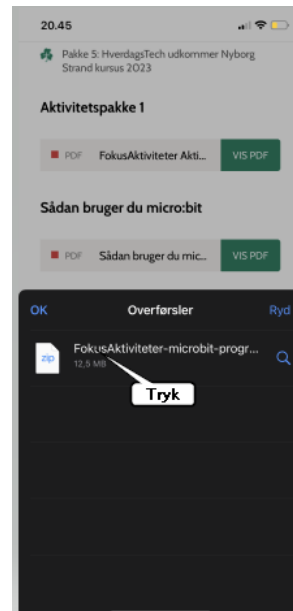 20.45
Pakke 5: HverdagsTech udkommer Nyborg
Strand kursus 2023
Aktivitetspakke 1
PDF FokusAktiviteter Akti... VIS PDF
Sådan bruger du micro:bit
PDF Sådan bruger du mic... VIS PDF
OK Overførsler Ryd
zip FokusAktiviteter-microbit-progr...
12,5 MB
Tryk